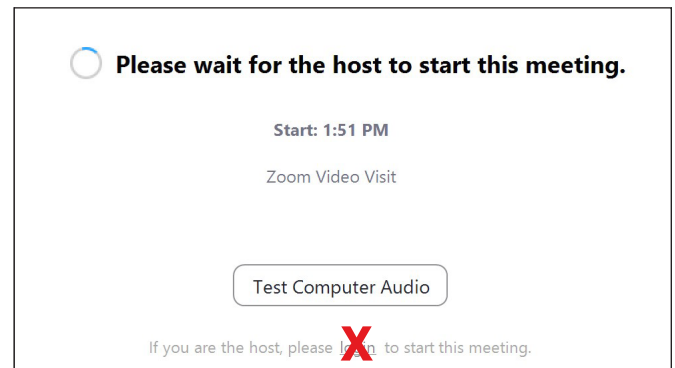 Please wait for the host to start this meeting.
Start: 1:51 PM
Zoom Video Visit
Test Computer Audio
If you are the host, please login to start this meeting.
X